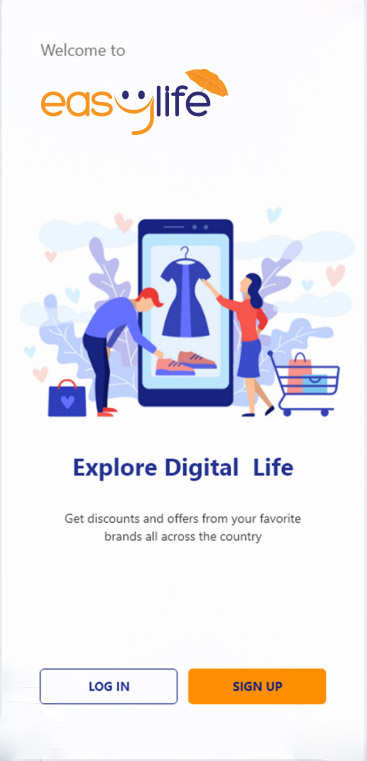 Welcome to
easylife
Explore Digital Life
Get discounts and offers from your favorite
brands all across the country
LOG IN
SIGN UP